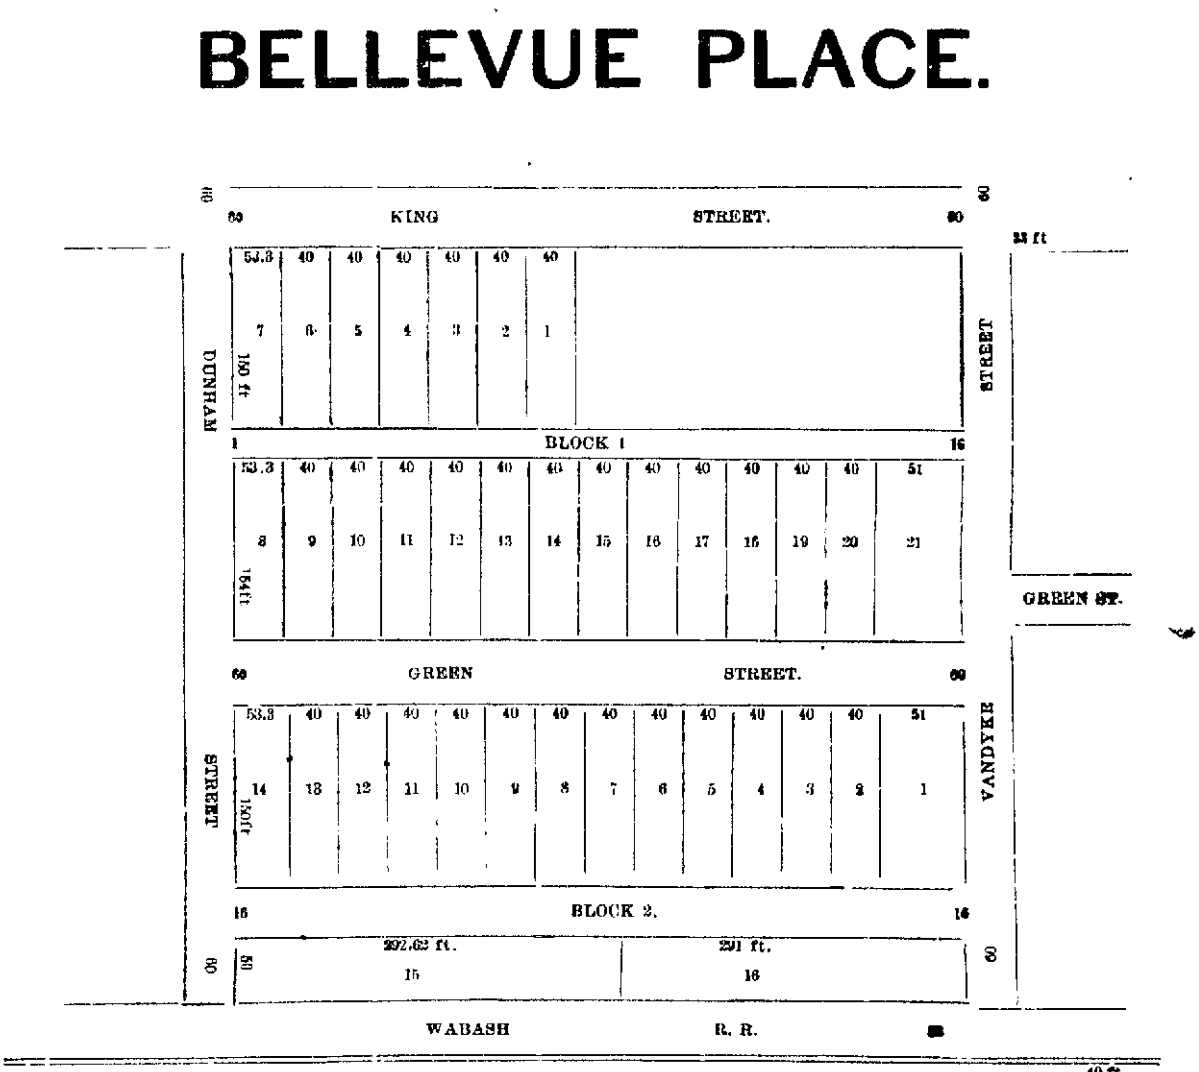 BELLEVUE PLACE.
60 60
60 KING STREET. 60
33 ft
53.3 40 40 40 40 40 40
7 6 5 4 3 2 1
150 ft
DUNHAM
STREET
1 BLOCK 1 16
53.3 40 40 40 40 40 40 40 40 40 40 40 40 51
8 9 10 11 12 13 14 15 16 17 18 19 20 21
154 ft
GREEN ST.
60 GREEN STREET. 60
53.3 40 40 40 40 40 40 40 40 40 40 40 40 51
14 13 12 11 10 9 8 7 6 5 4 3 2 1
150 ft
STREET
VANDYKE
16 BLOCK 2. 16
292.62 ft. 291 ft.
60 50 15 16 60
WABASH R. R.
40 ft